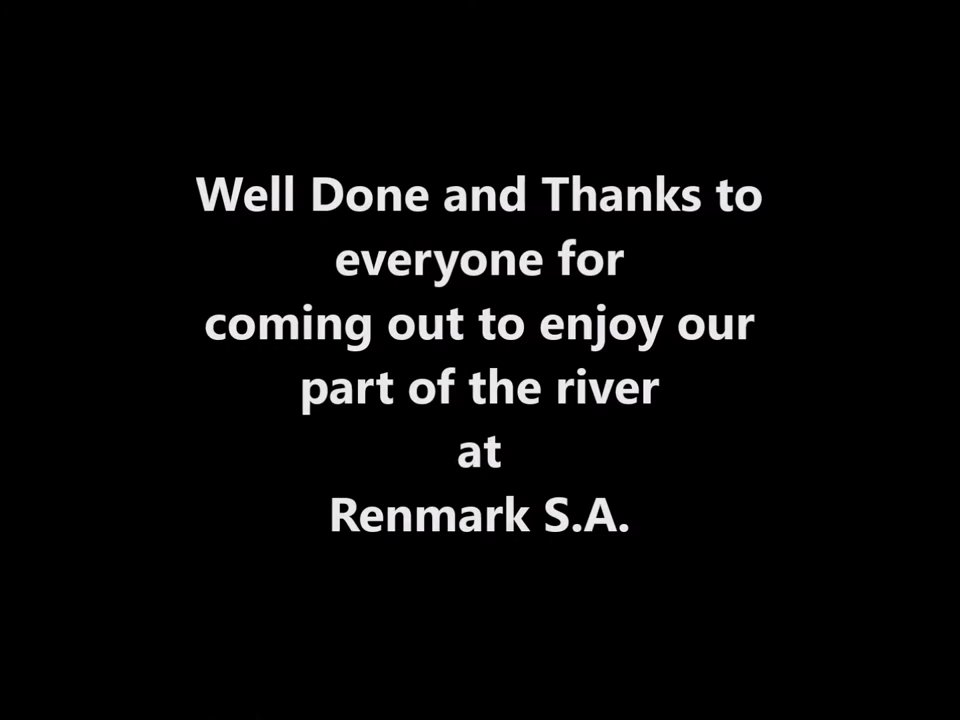 Well Done and Thanks to
everyone for
coming out to enjoy our
part of the river
at
Renmark S.A.